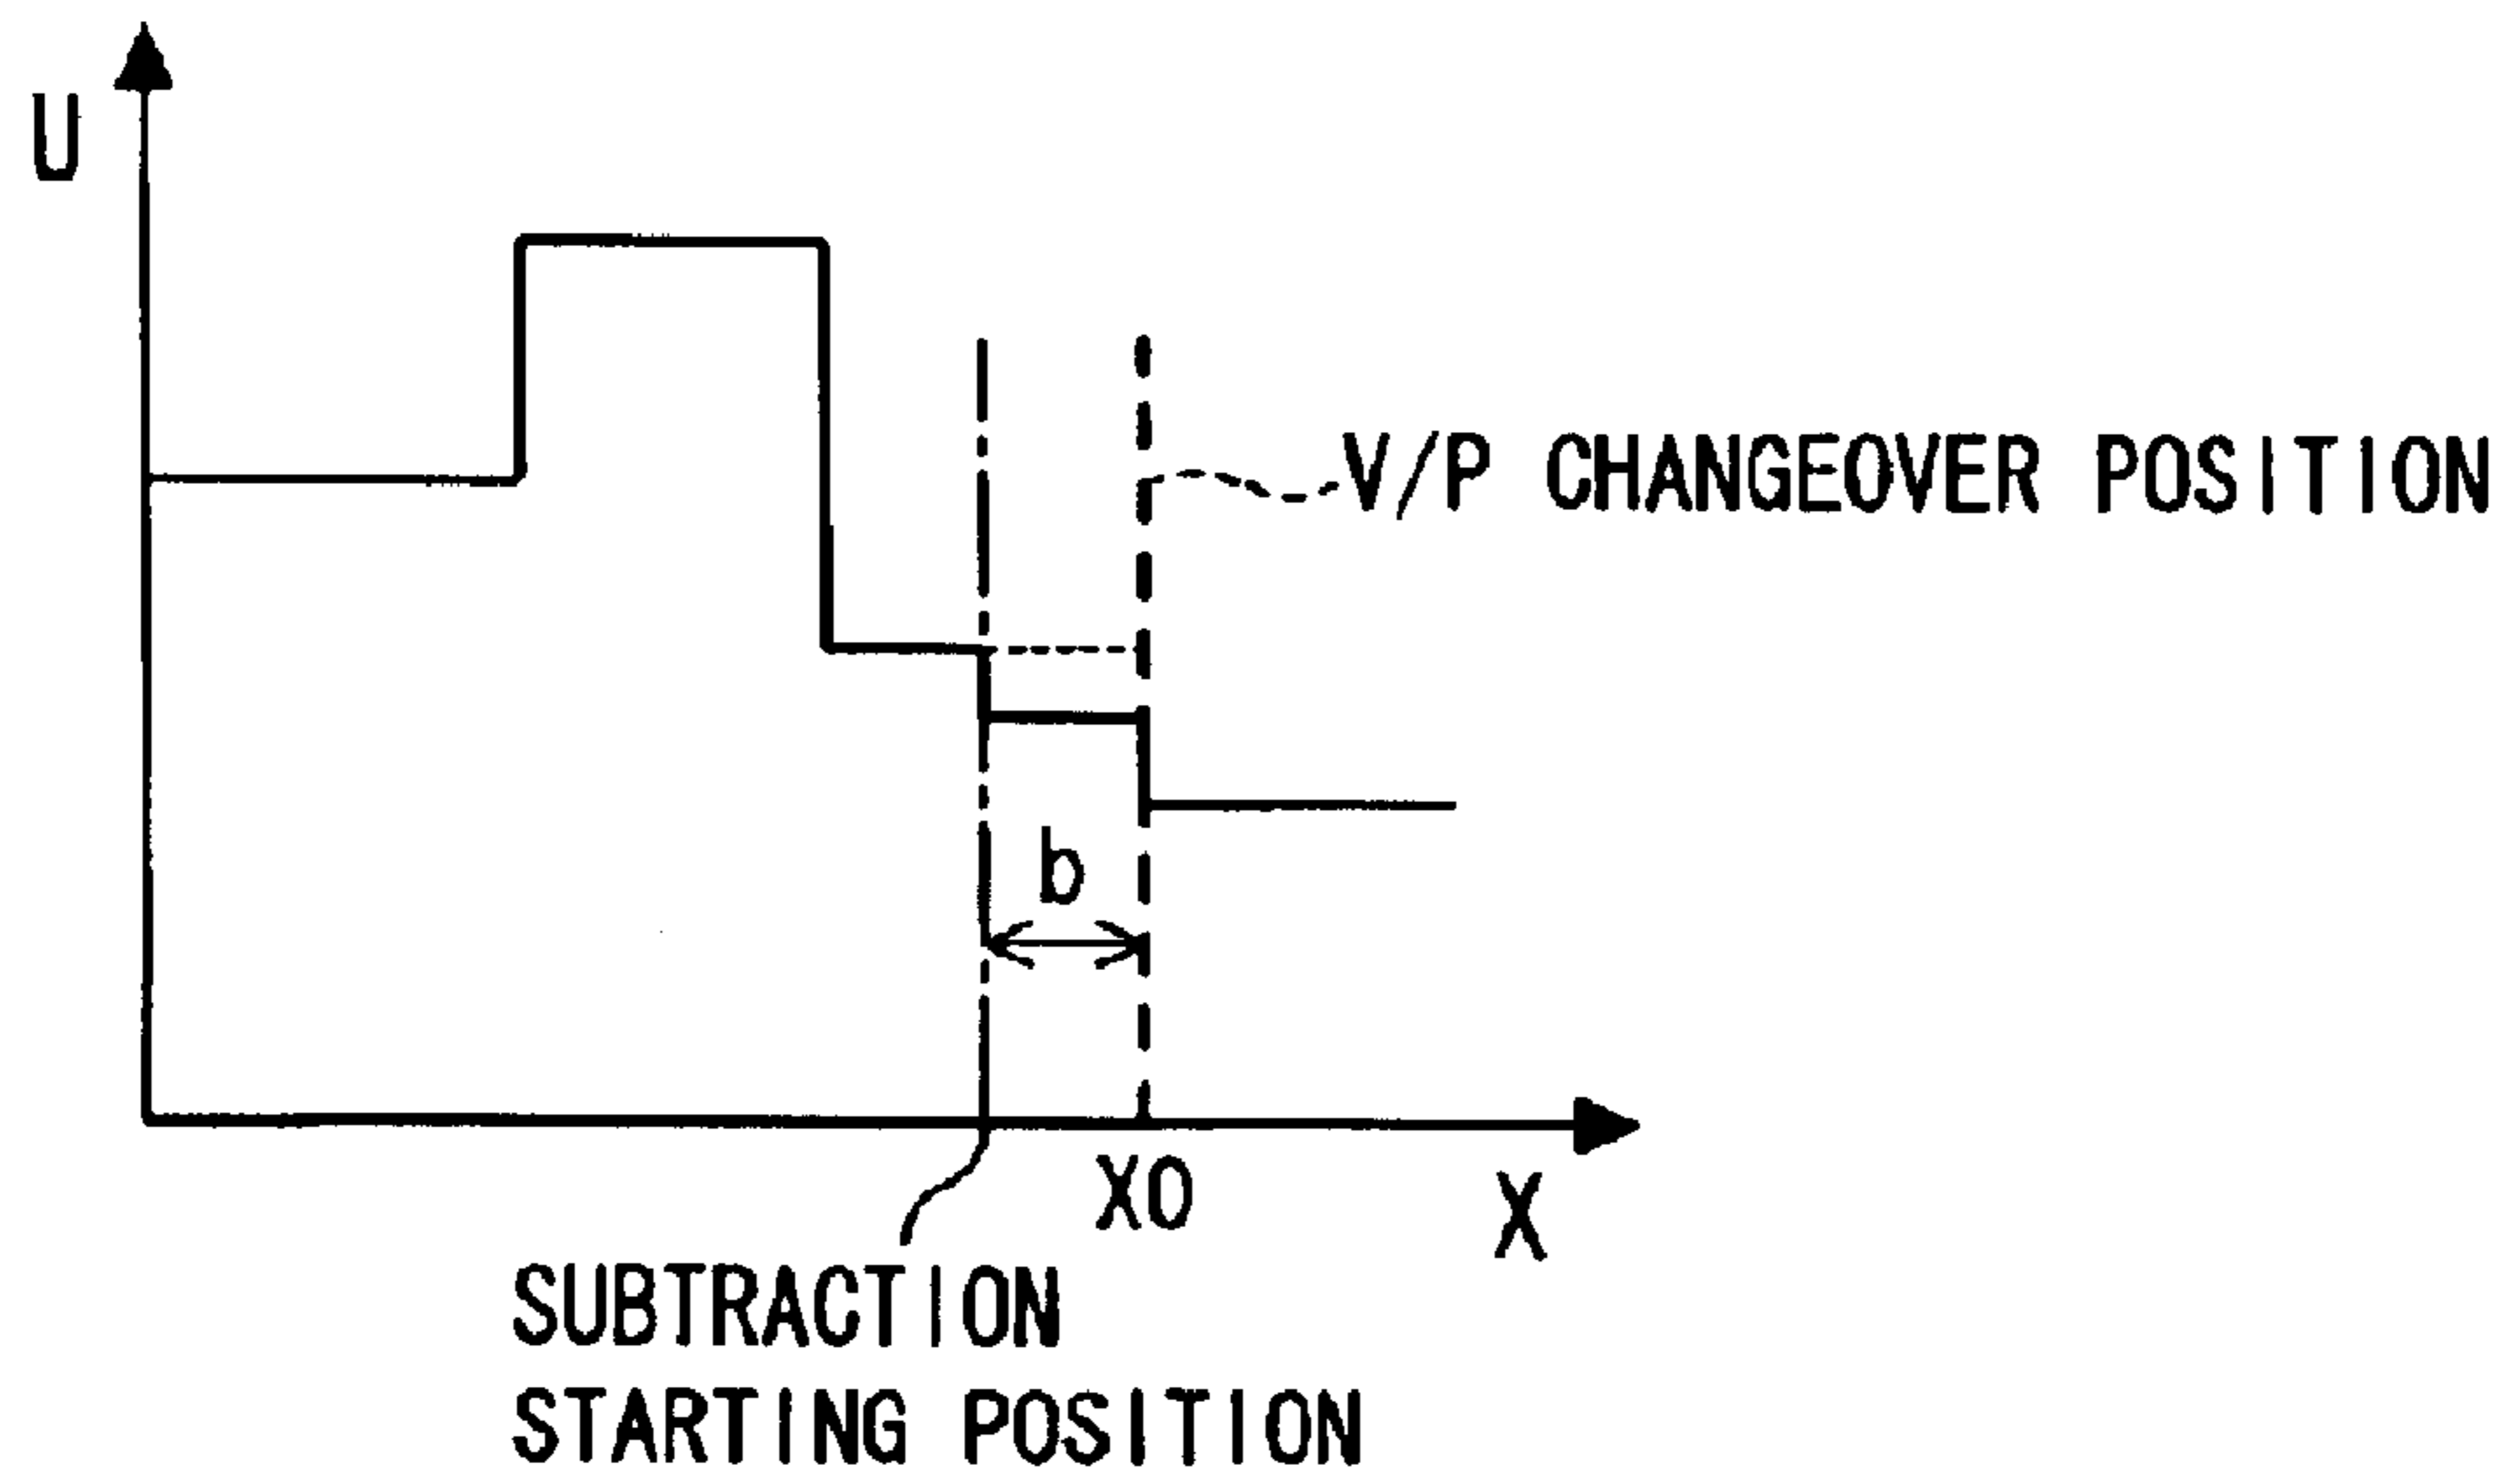 U
V/P CHANGEOVER POSITION
b
X0
X
SUBTRACTION
STARTING POSITION